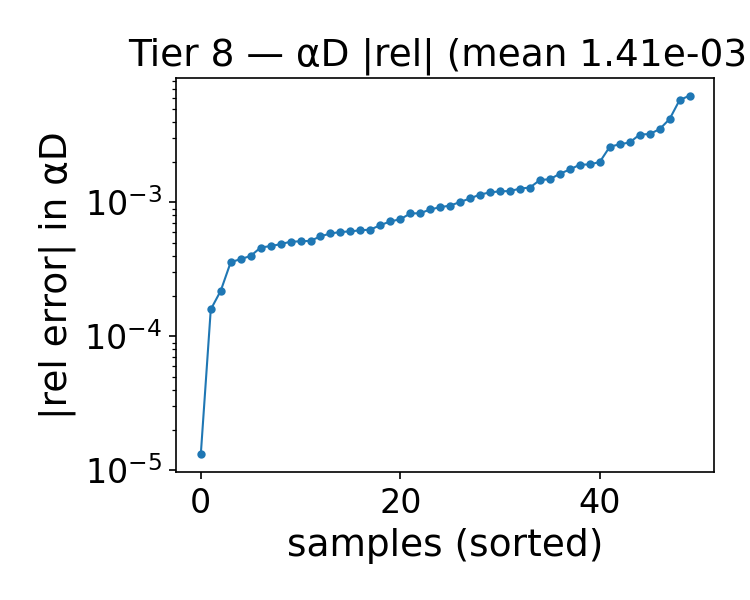 Tier 8 — αD |rel| (mean 1.41e-03
|rel error| in αD
10⁻³
10⁻⁴
10⁻⁵
0 20 40
samples (sorted)